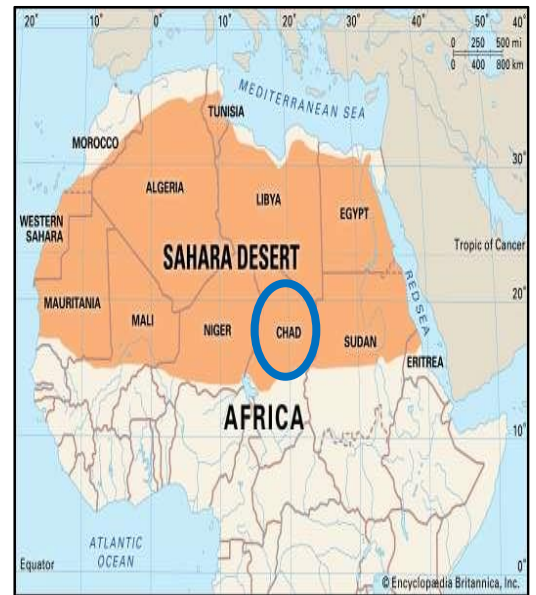 20° 10° 0° 10° 20° 30° 40° 50° 40°
0 250 500 mi
0 400 800 km
MEDITERRANEAN SEA
TUNISIA
MOROCCO
30°
ALGERIA
LIBYA
EGYPT
WESTERN
SAHARA
Tropic of Cancer
SAHARA DESERT
RED SEA
20°
MAURITANIA
MALI
NIGER
CHAD
SUDAN
ERITREA
AFRICA
10°
ATLANTIC
OCEAN
Equator
0°
© Encyclopædia Britannica, Inc.